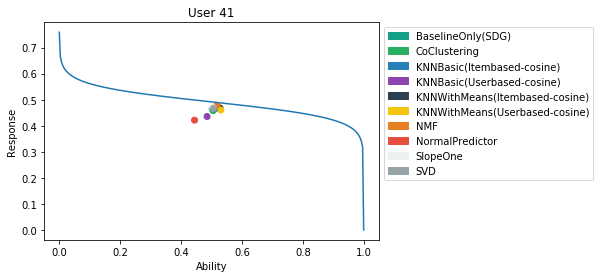 User 41
BaselineOnly(SDG)
CoClustering
KNNBasic(Itembased-cosine)
KNNBasic(Userbased-cosine)
KNNWithMeans(Itembased-cosine)
KNNWithMeans(Userbased-cosine)
NMF
NormalPredictor
SlopeOne
SVD
Response
0.7
0.6
0.5
0.4
0.3
0.2
0.1
0.0
0.0 0.2 0.4 0.6 0.8 1.0
Ability